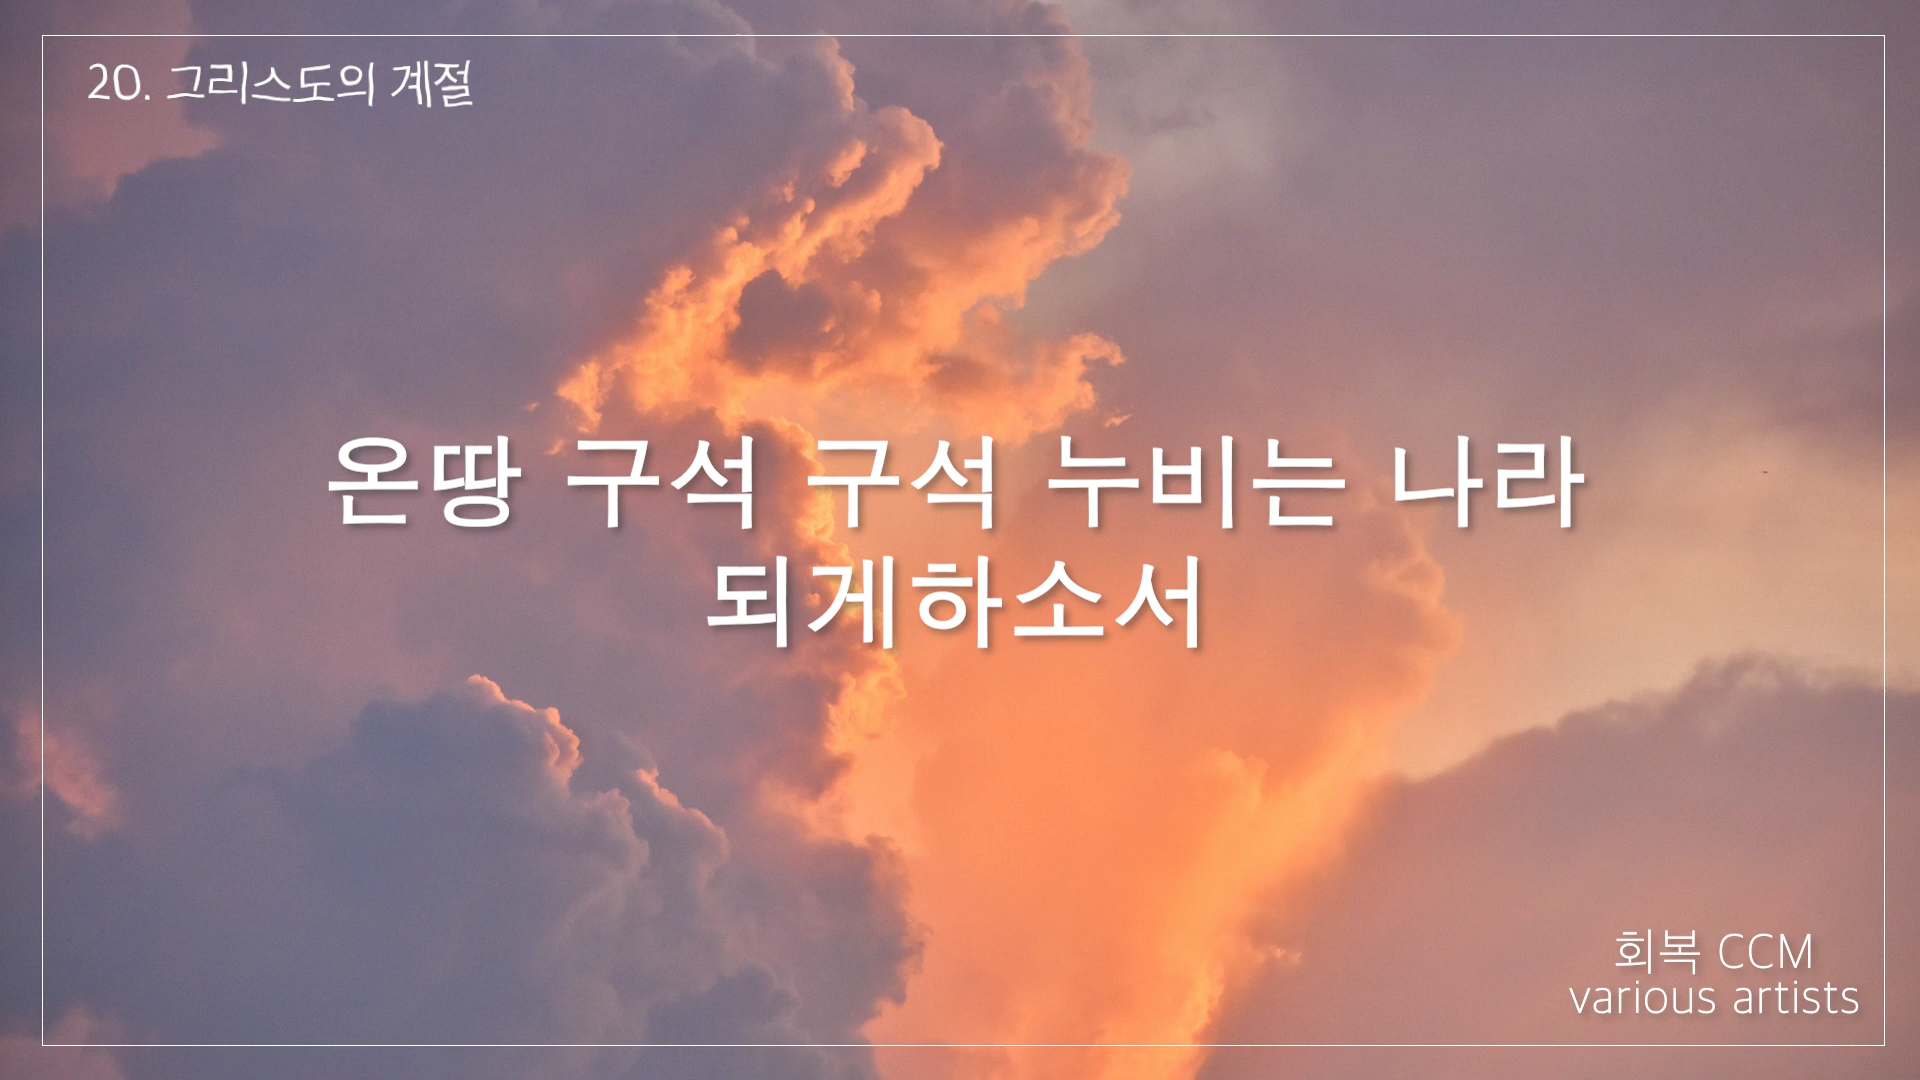 20. 그리스도의 계절
온땅 구석 구석 누비는 나라
되게하소서
회복 CCM
various artists